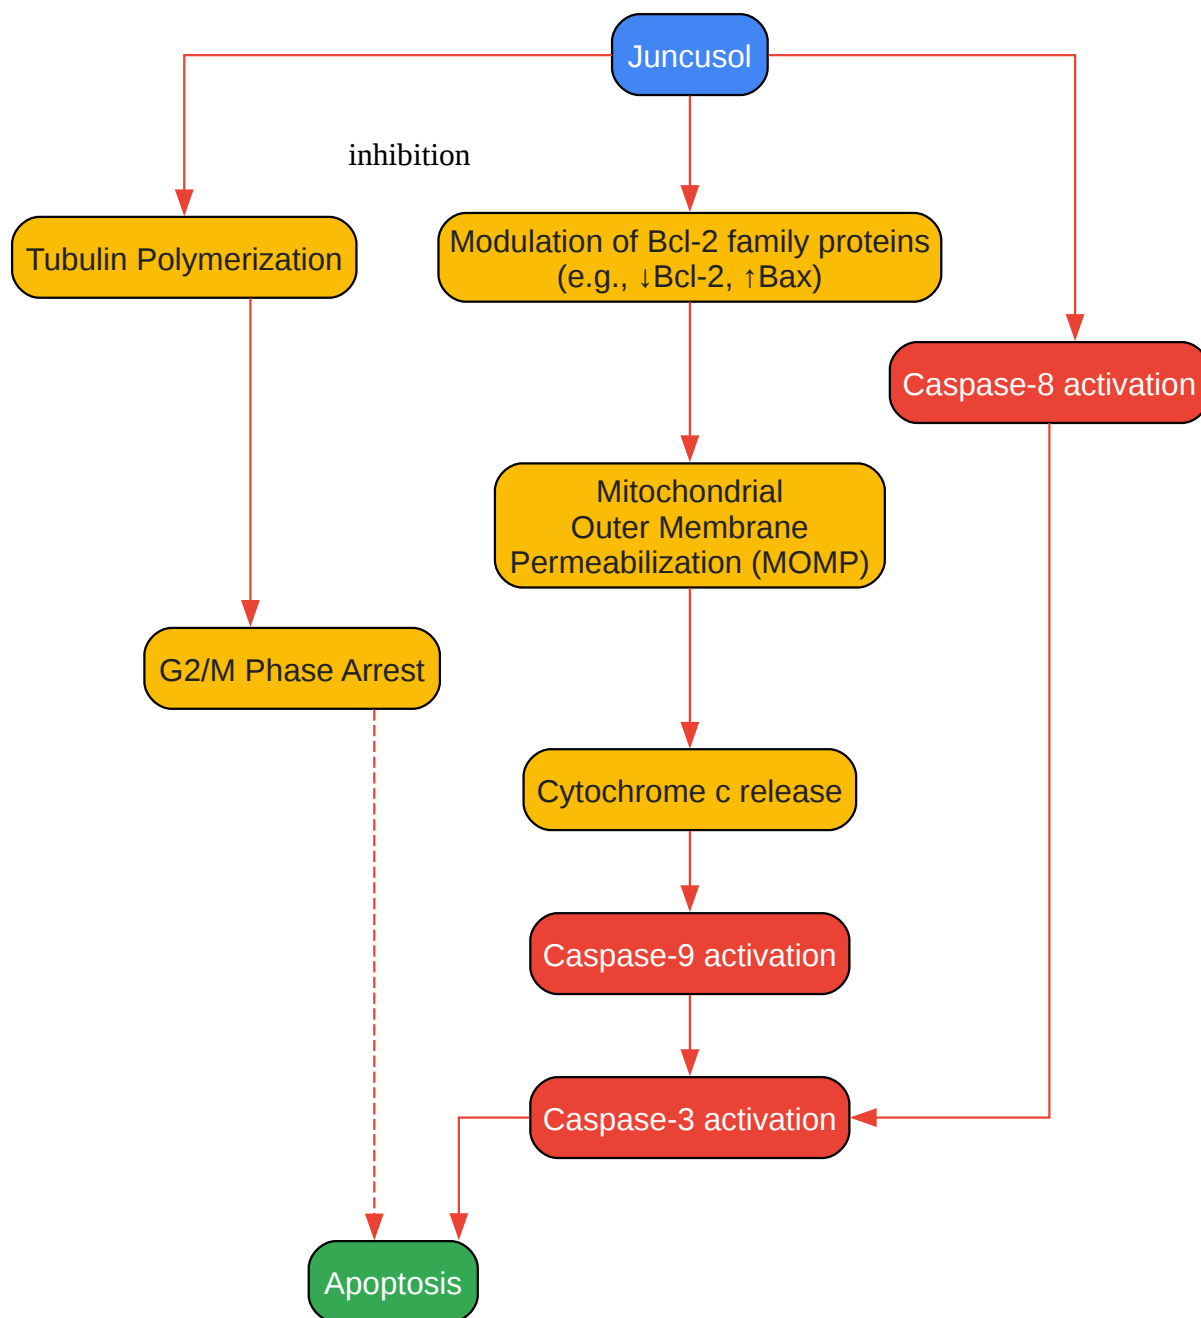 Juncusol
inhibition
Tubulin Polymerization
Modulation of Bcl-2 family proteins
(e.g., ↓Bcl-2, ↑Bax)
Caspase-8 activation
Mitochondrial
Outer Membrane
Permeabilization (MOMP)
G2/M Phase Arrest
Cytochrome c release
Caspase-9 activation
Caspase-3 activation
Apoptosis